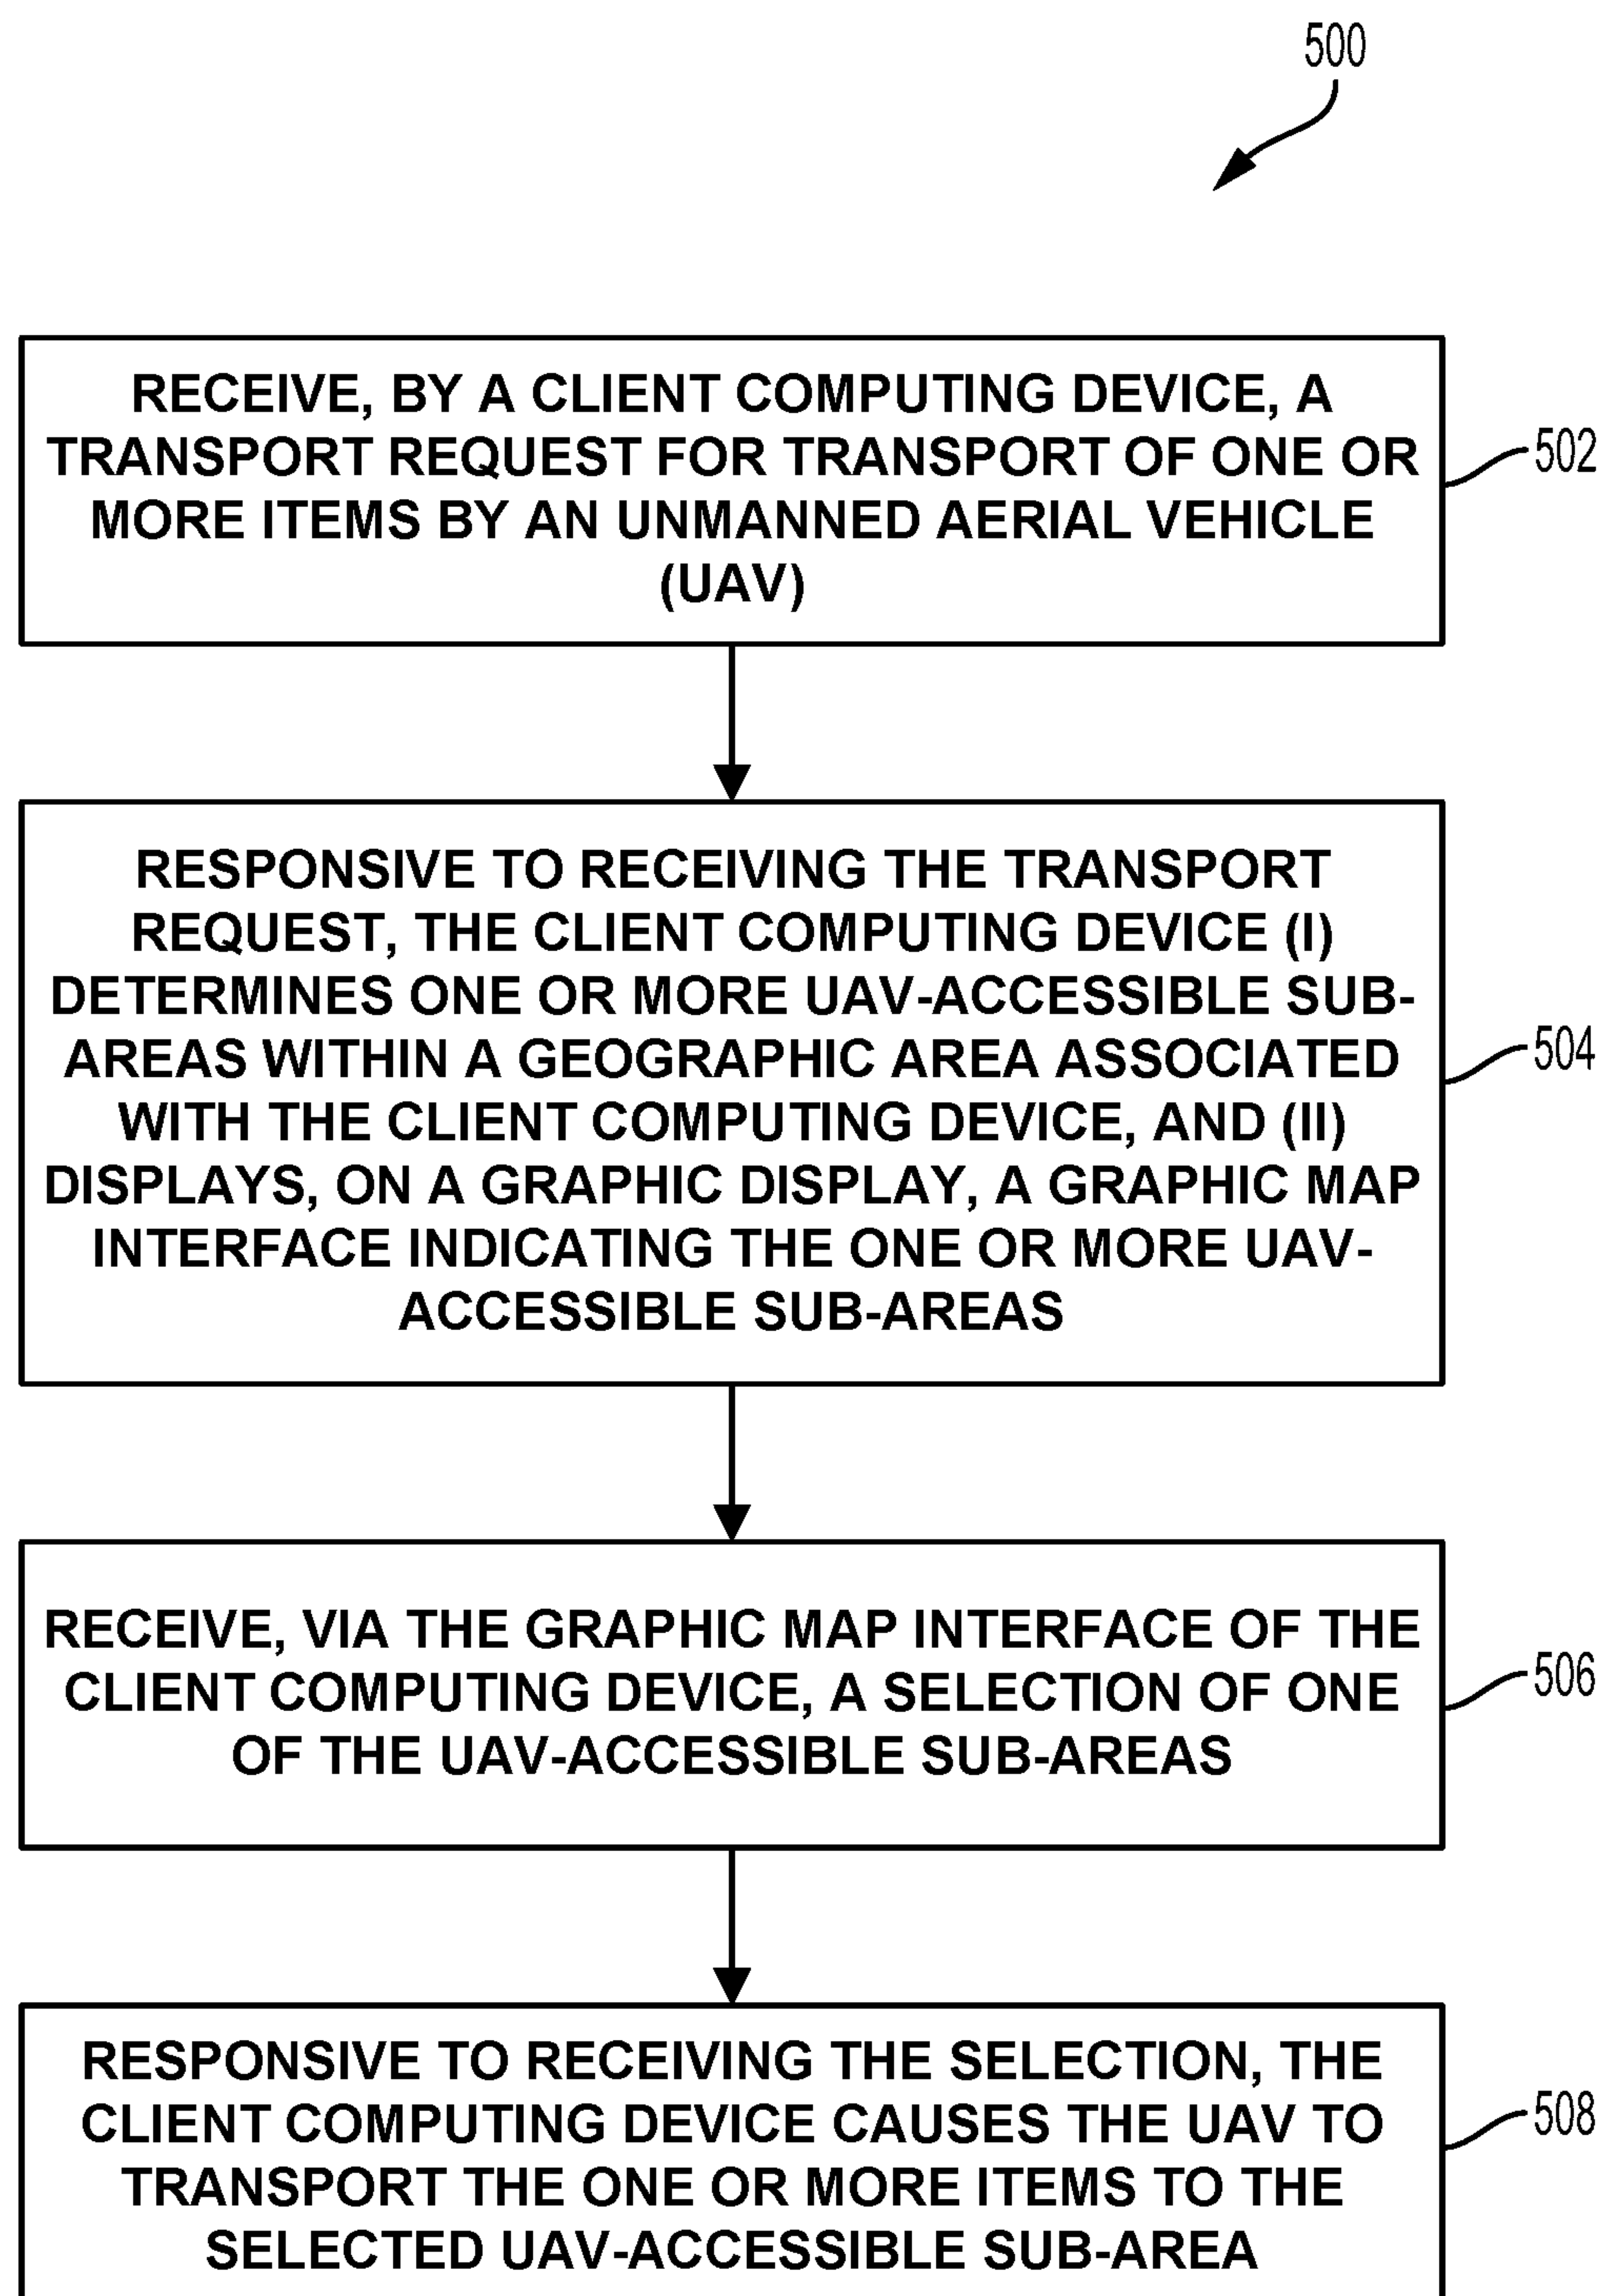 500
RECEIVE, BY A CLIENT COMPUTING DEVICE, A
TRANSPORT REQUEST FOR TRANSPORT OF ONE OR
MORE ITEMS BY AN UNMANNED AERIAL VEHICLE
(UAV)
502
RESPONSIVE TO RECEIVING THE TRANSPORT
REQUEST, THE CLIENT COMPUTING DEVICE (I)
DETERMINES ONE OR MORE UAV-ACCESSIBLE SUB-
AREAS WITHIN A GEOGRAPHIC AREA ASSOCIATED
WITH THE CLIENT COMPUTING DEVICE, AND (II)
DISPLAYS, ON A GRAPHIC DISPLAY, A GRAPHIC MAP
INTERFACE INDICATING THE ONE OR MORE UAV-
ACCESSIBLE SUB-AREAS
504
RECEIVE, VIA THE GRAPHIC MAP INTERFACE OF THE
CLIENT COMPUTING DEVICE, A SELECTION OF ONE
OF THE UAV-ACCESSIBLE SUB-AREAS
506
RESPONSIVE TO RECEIVING THE SELECTION, THE
CLIENT COMPUTING DEVICE CAUSES THE UAV TO
TRANSPORT THE ONE OR MORE ITEMS TO THE
SELECTED UAV-ACCESSIBLE SUB-AREA
508